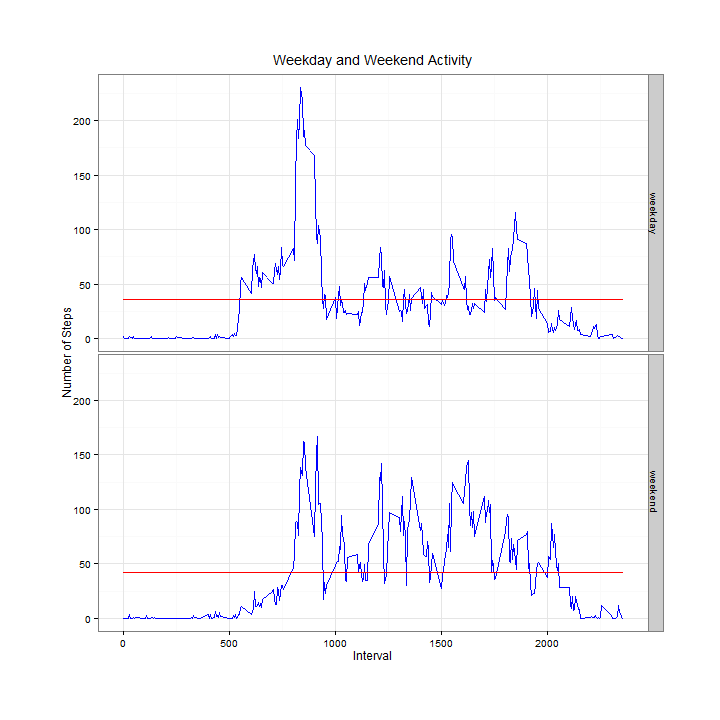 Weekday and Weekend Activity
200
150
100
50
0
weekday
Number of Steps
200
150
100
50
0
weekend
0 500 1000 1500 2000
Interval